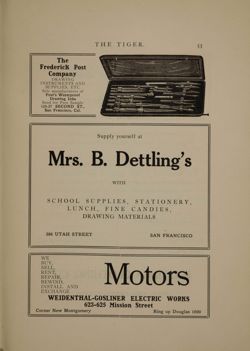 THE TIGER. 53
The
Frederick Post
Company
DRAWING
INSTRUMENTS AND
SUPPLIES, ETC.
Sole manufacturers of
Post's Waterproof
Drawing Inks
SECOND ST.,
San Francisco, Cal.
Supply yourself at
Mrs. B. Dettling's
WITH
SCHOOL SUPPLIES, STATIONERY,
LUNCH, FINE CANDIES,
DRAWING MATERIALS
UTAH STREET SAN FRANCISCO
WE
BUY,
SELL,
RENT,
REPAIR,
REWIND,
INSTALL AND
EXCHANGE
Motors
WEIDENTHAL-GOSLINER ELECTRIC WORKS
623-625 Mission Street
Corner New Montgomery Ring up Douglas